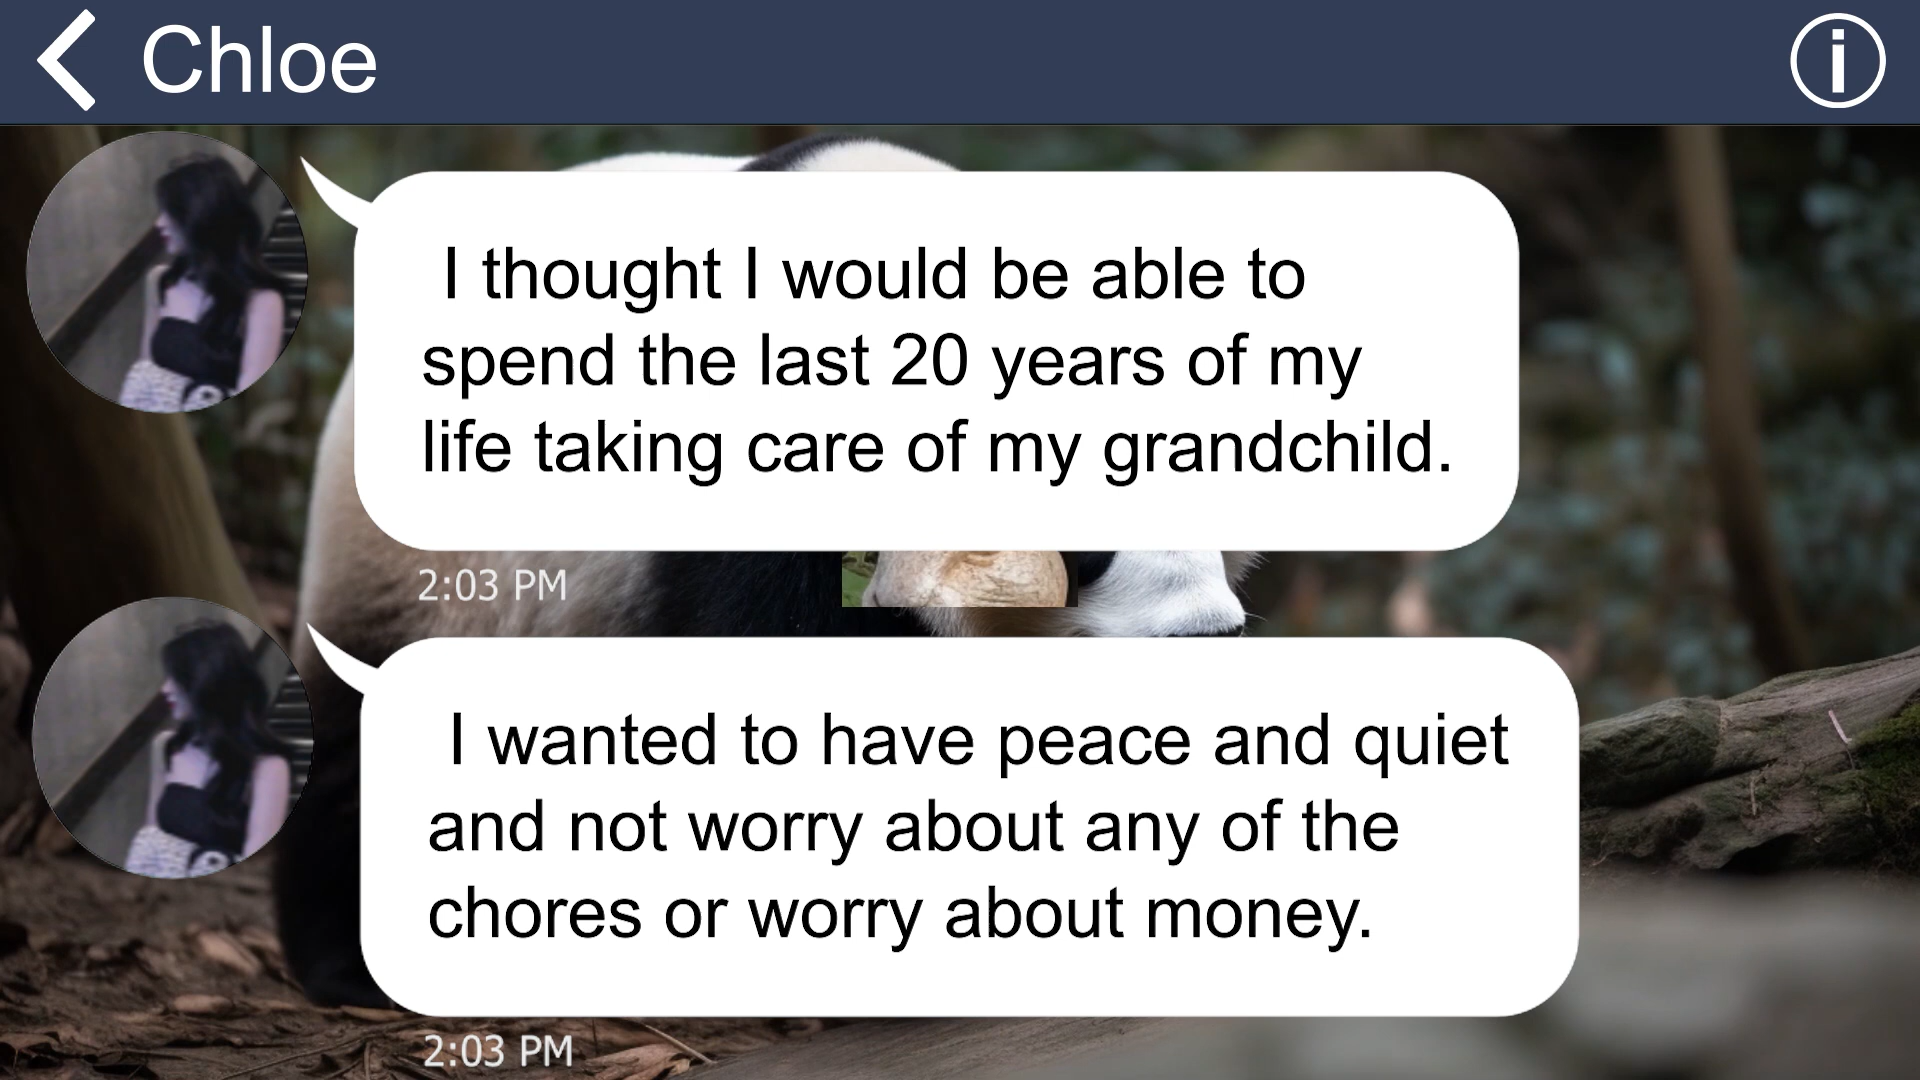 Chloe
I thought I would be able to
spend the last 20 years of my
life taking care of my grandchild.
2:03 PM
I wanted to have peace and quiet
and not worry about any of the
chores or worry about money.
2:03 PM